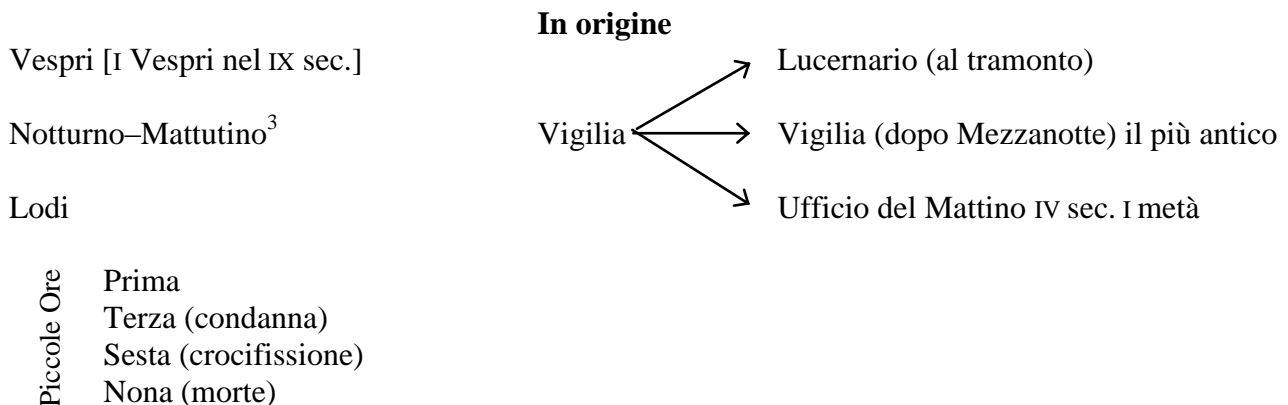 In origine
Vespri [I Vespri nel IX sec.]
Lucernario (al tramonto)
Notturno–Mattutino³
Vigilia
Vigilia (dopo Mezzanotte) il più antico
Lodi
Ufficio del Mattino IV sec. I metà
Piccole Ore
Prima
Terza (condanna)
Sesta (crocifissione)
Nona (morte)